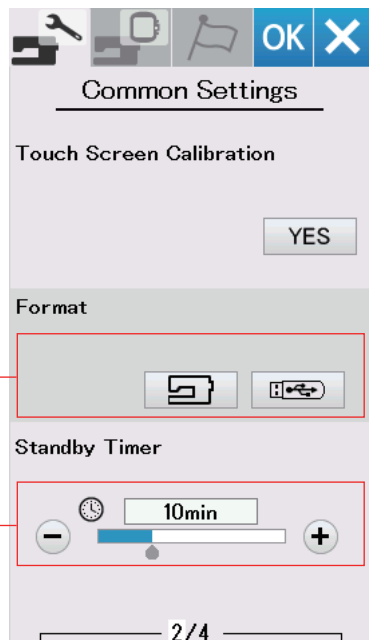 OK
Common Settings
Touch Screen Calibration
YES
Format
Standby Timer
10min
2/4